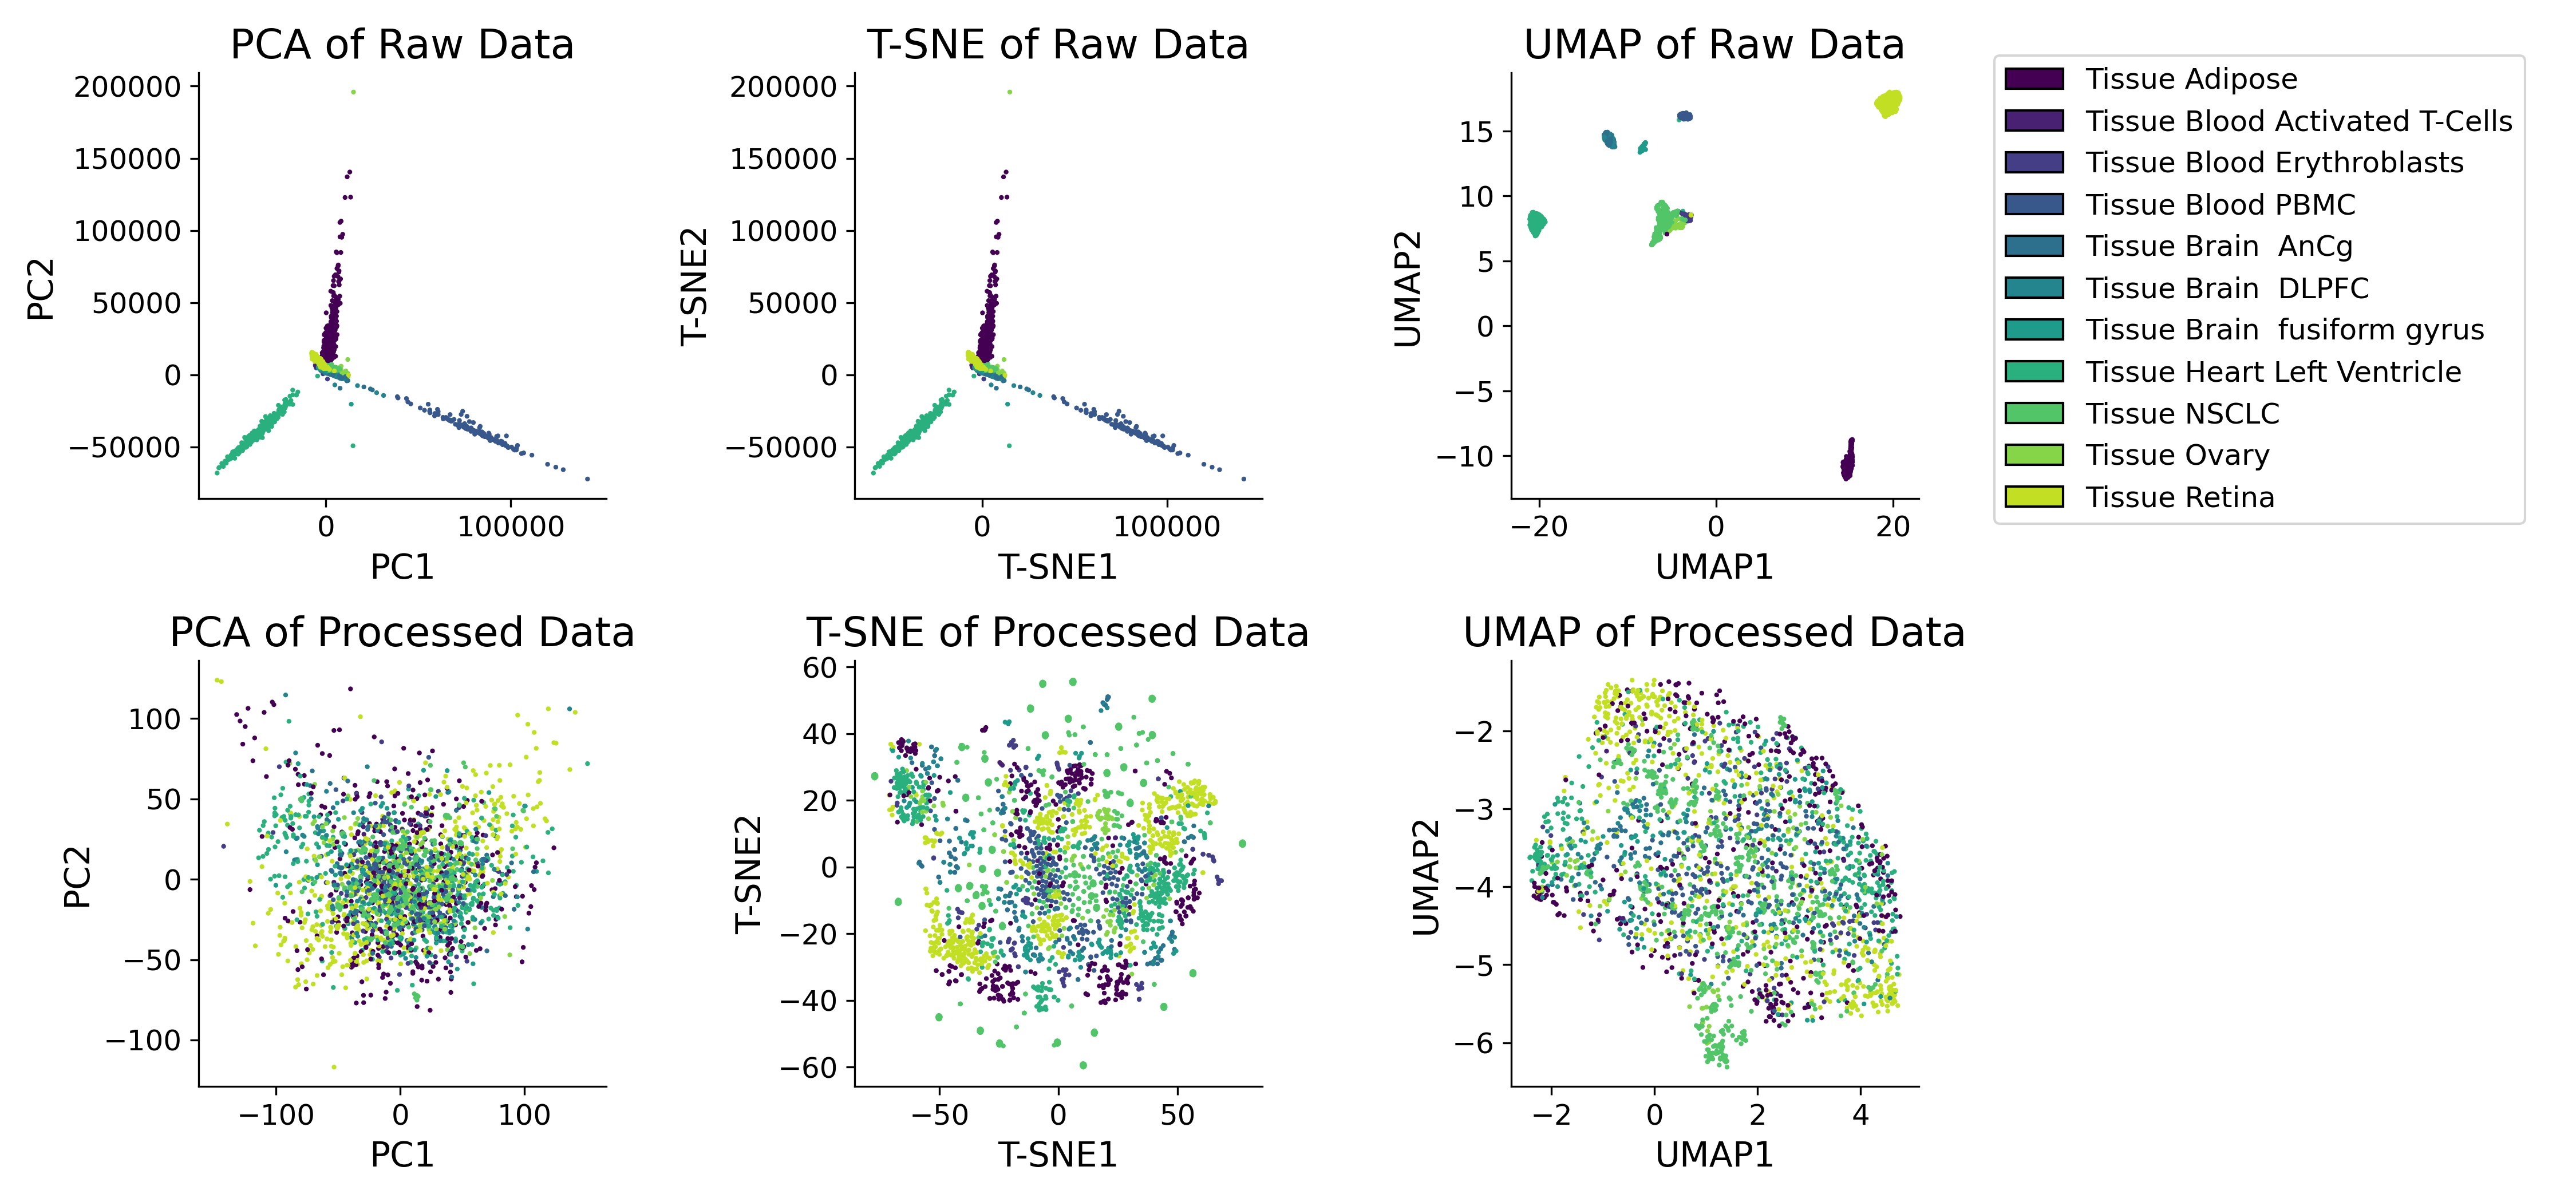 PCA of Raw Data
200000
150000
100000
50000
0
−50000
PC2
0 100000
PC1
T-SNE of Raw Data
200000
150000
100000
50000
0
−50000
T-SNE2
0 100000
T-SNE1
UMAP of Raw Data
15
10
5
0
−5
−10
UMAP2
−20 0 20
UMAP1
Tissue Adipose
Tissue Blood Activated T-Cells
Tissue Blood Erythroblasts
Tissue Blood PBMC
Tissue Brain  AnCg
Tissue Brain  DLPFC
Tissue Brain  fusiform gyrus
Tissue Heart Left Ventricle
Tissue NSCLC
Tissue Ovary
Tissue Retina
PCA of Processed Data
100
50
0
−50
−100
PC2
−100 0 100
PC1
T-SNE of Processed Data
60
40
20
0
−20
−40
−60
T-SNE2
−50 0 50
T-SNE1
UMAP of Processed Data
−2
−3
−4
−5
−6
UMAP2
−2 0 2 4
UMAP1